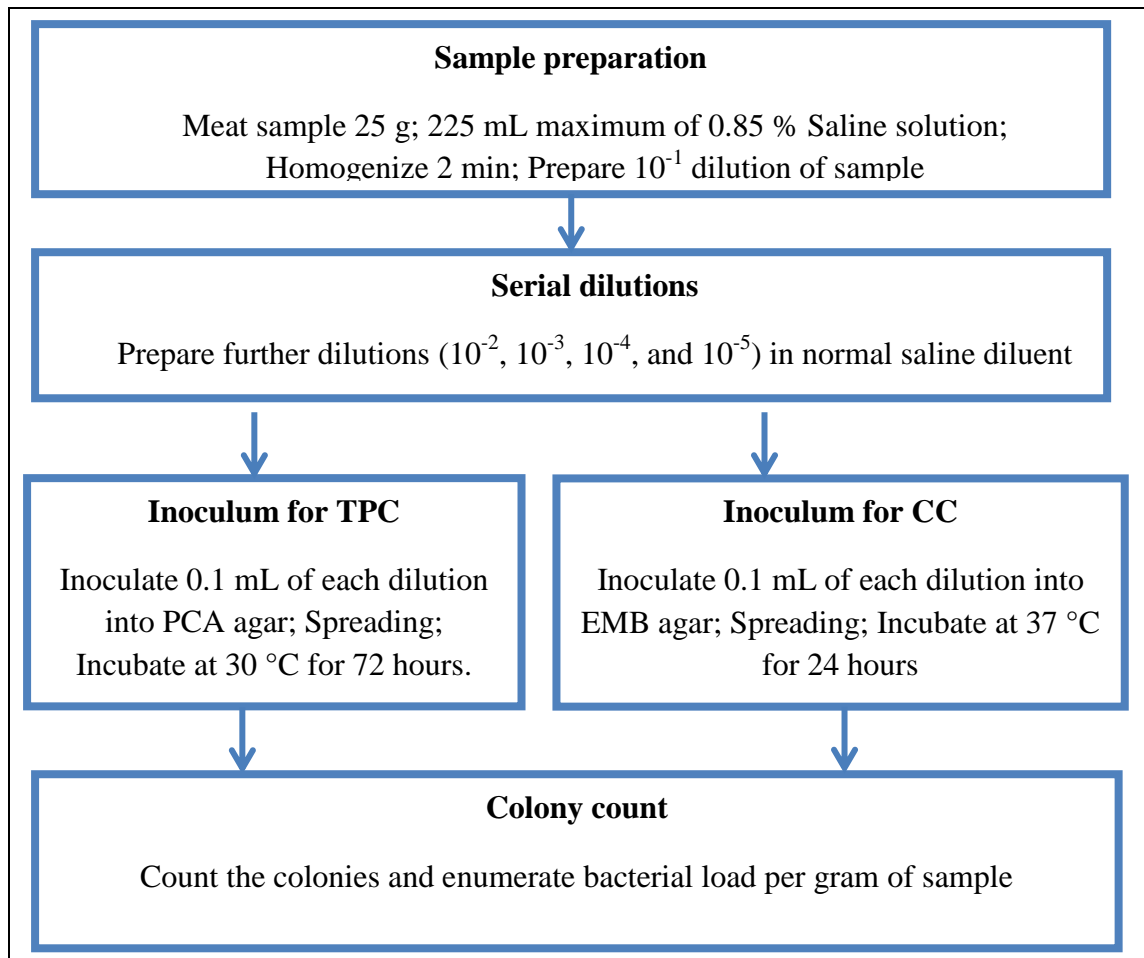 Sample preparation
Meat sample 25 g; 225 mL maximum of 0.85 % Saline solution;
Homogenize 2 min; Prepare 10⁻¹ dilution of sample
Serial dilutions
Prepare further dilutions (10⁻², 10⁻³, 10⁻⁴, and 10⁻⁵) in normal saline diluent
Inoculum for TPC
Inoculate 0.1 mL of each dilution
into PCA agar; Spreading;
Incubate at 30 °C for 72 hours.
Inoculum for CC
Inoculate 0.1 mL of each dilution into
EMB agar; Spreading; Incubate at 37 °C
for 24 hours
Colony count
Count the colonies and enumerate bacterial load per gram of sample